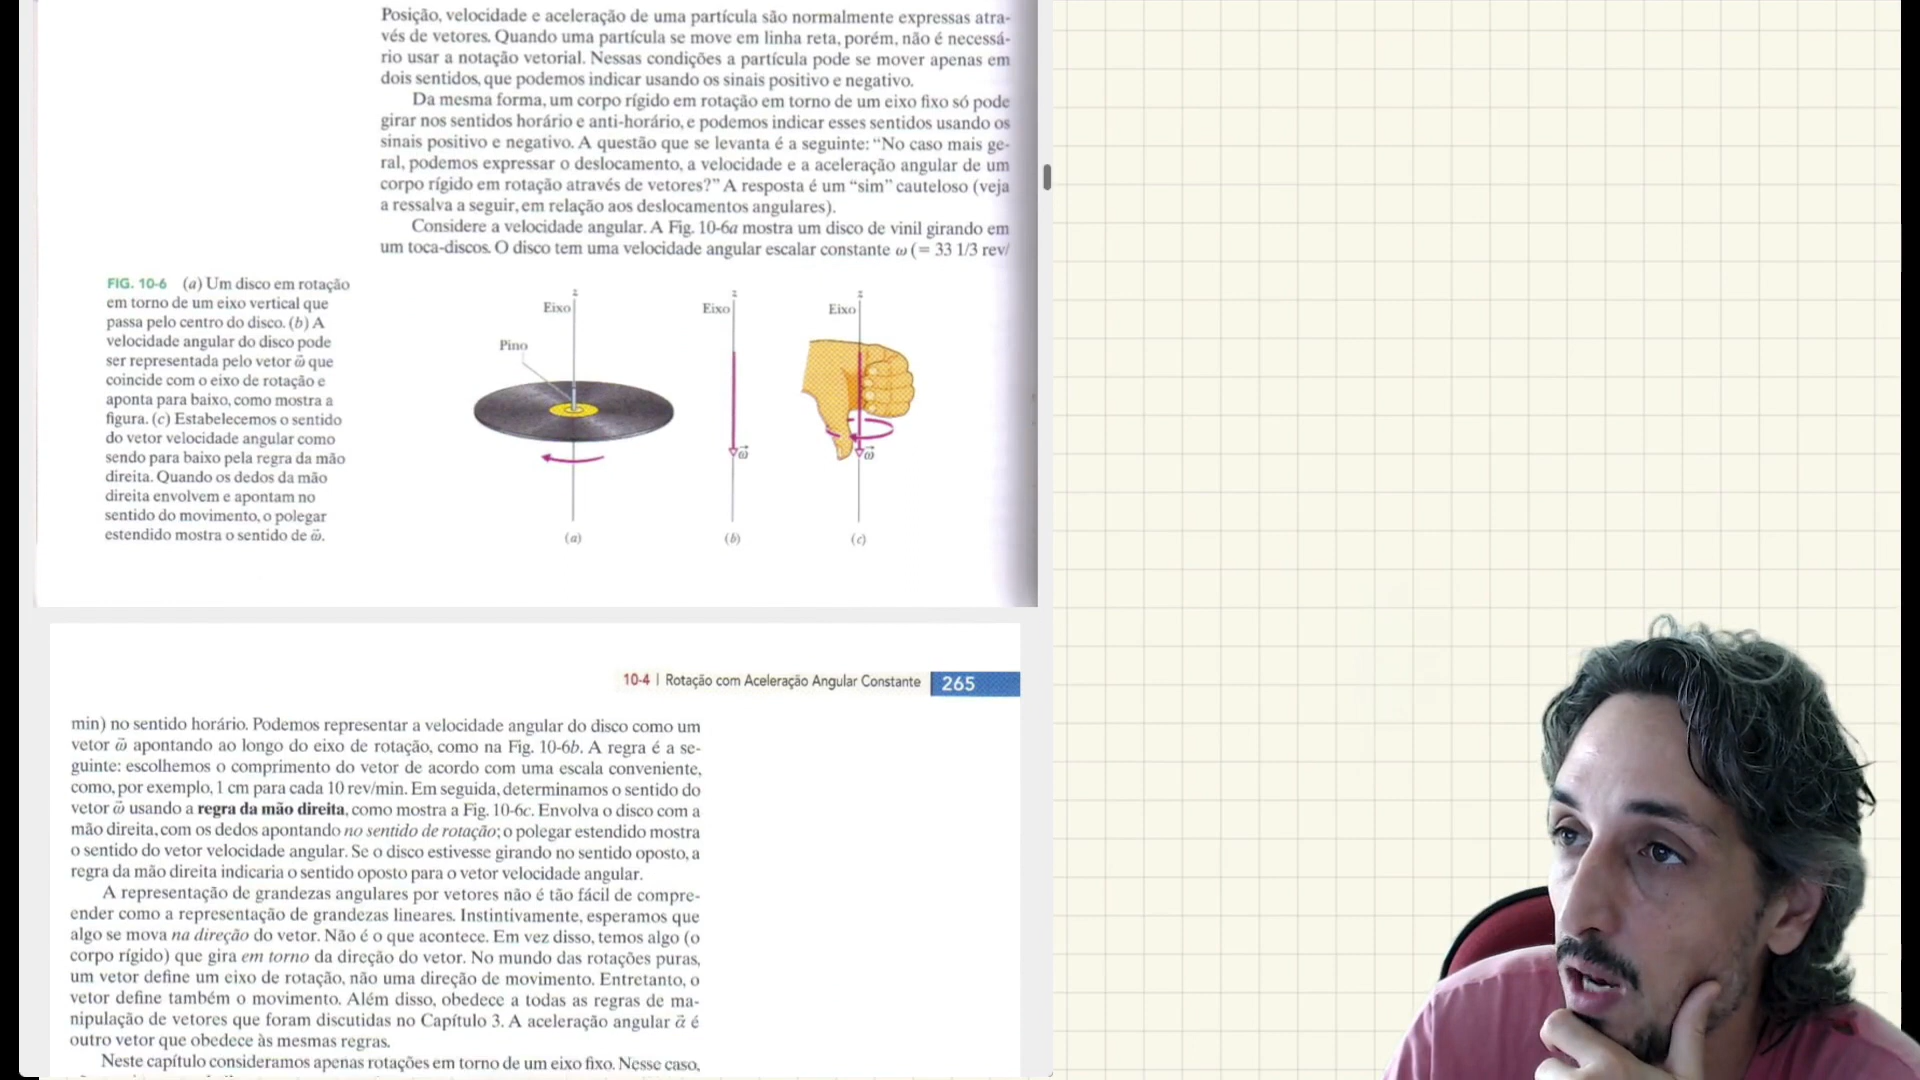 Posição, velocidade e aceleração de uma partícula são normalmente expressas atra-
vés de vetores. Quando uma partícula se move em linha reta, porém, não é necessá-
rio usar a notação vetorial. Nessas condições a partícula pode se mover apenas em
dois sentidos, que podemos indicar usando os sinais positivo e negativo.
Da mesma forma, um corpo rígido em rotação em torno de um eixo fixo só pode
girar nos sentidos horário e anti-horário, e podemos indicar esses sentidos usando os
sinais positivo e negativo. A questão que se levanta é a seguinte: “No caso mais ge-
ral, podemos expressar o deslocamento, a velocidade e a aceleração angular de um
corpo rígido em rotação através de vetores?” A resposta é um “sim” cauteloso (veja
a ressalva a seguir, em relação aos deslocamentos angulares).
Considere a velocidade angular. A Fig. 10-6a mostra um disco de vinil girando em
um toca-discos. O disco tem uma velocidade angular escalar constante ω (= 33 1/3 rev/
FIG. 10-6 (a) Um disco em rotação
em torno de um eixo vertical que
passa pelo centro do disco. (b) A
velocidade angular do disco pode
ser representada pelo vetor ω⃗ que
coincide com o eixo de rotação e
aponta para baixo, como mostra a
figura. (c) Estabelecemos o sentido
do vetor velocidade angular como
sendo para baixo pela regra da mão
direita. Quando os dedos da mão
direita envolvem e apontam no
sentido do movimento, o polegar
estendido mostra o sentido de ω⃗.
z
Eixo
Pino
(a)
z
Eixo
ω⃗
(b)
z
Eixo
ω⃗
(c)
10-4 | Rotação com Aceleração Angular Constante 265
min) no sentido horário. Podemos representar a velocidade angular do disco como um
vetor ω⃗ apontando ao longo do eixo de rotação, como na Fig. 10-6b. A regra é a se-
guinte: escolhemos o comprimento do vetor de acordo com uma escala conveniente,
como, por exemplo, 1 cm para cada 10 rev/min. Em seguida, determinamos o sentido do
vetor ω⃗ usando a regra da mão direita, como mostra a Fig. 10-6c. Envolva o disco com a
mão direita, com os dedos apontando no sentido de rotação; o polegar estendido mostra
o sentido do vetor velocidade angular. Se o disco estivesse girando no sentido oposto, a
regra da mão direita indicaria o sentido oposto para o vetor velocidade angular.
A representação de grandezas angulares por vetores não é tão fácil de compre-
ender como a representação de grandezas lineares. Instintivamente, esperamos que
algo se mova na direção do vetor. Não é o que acontece. Em vez disso, temos algo (o
corpo rígido) que gira em torno da direção do vetor. No mundo das rotações puras,
um vetor define um eixo de rotação, não uma direção de movimento. Entretanto, o
vetor define também o movimento. Além disso, obedece a todas as regras de ma-
nipulação de vetores que foram discutidas no Capítulo 3. A aceleração angular α⃗ é
outro vetor que obedece às mesmas regras.
Neste capítulo consideramos apenas rotações em torno de um eixo fixo. Nesse caso,